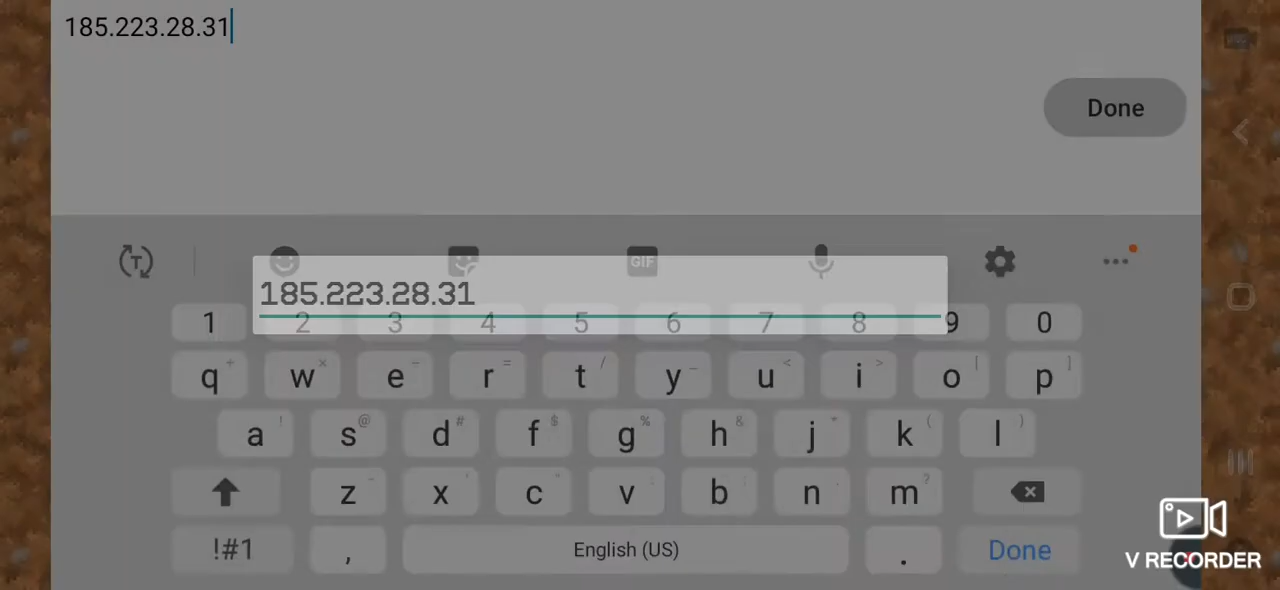 185.223.28.31
Done
GIF
185.223.28.31
1 2 3 4 5 6 7 8 9 0
q w e r t y u i o p
a s d f g h j k l
z x c v b n m
!#1 , English (US) . Done
V RECORDER